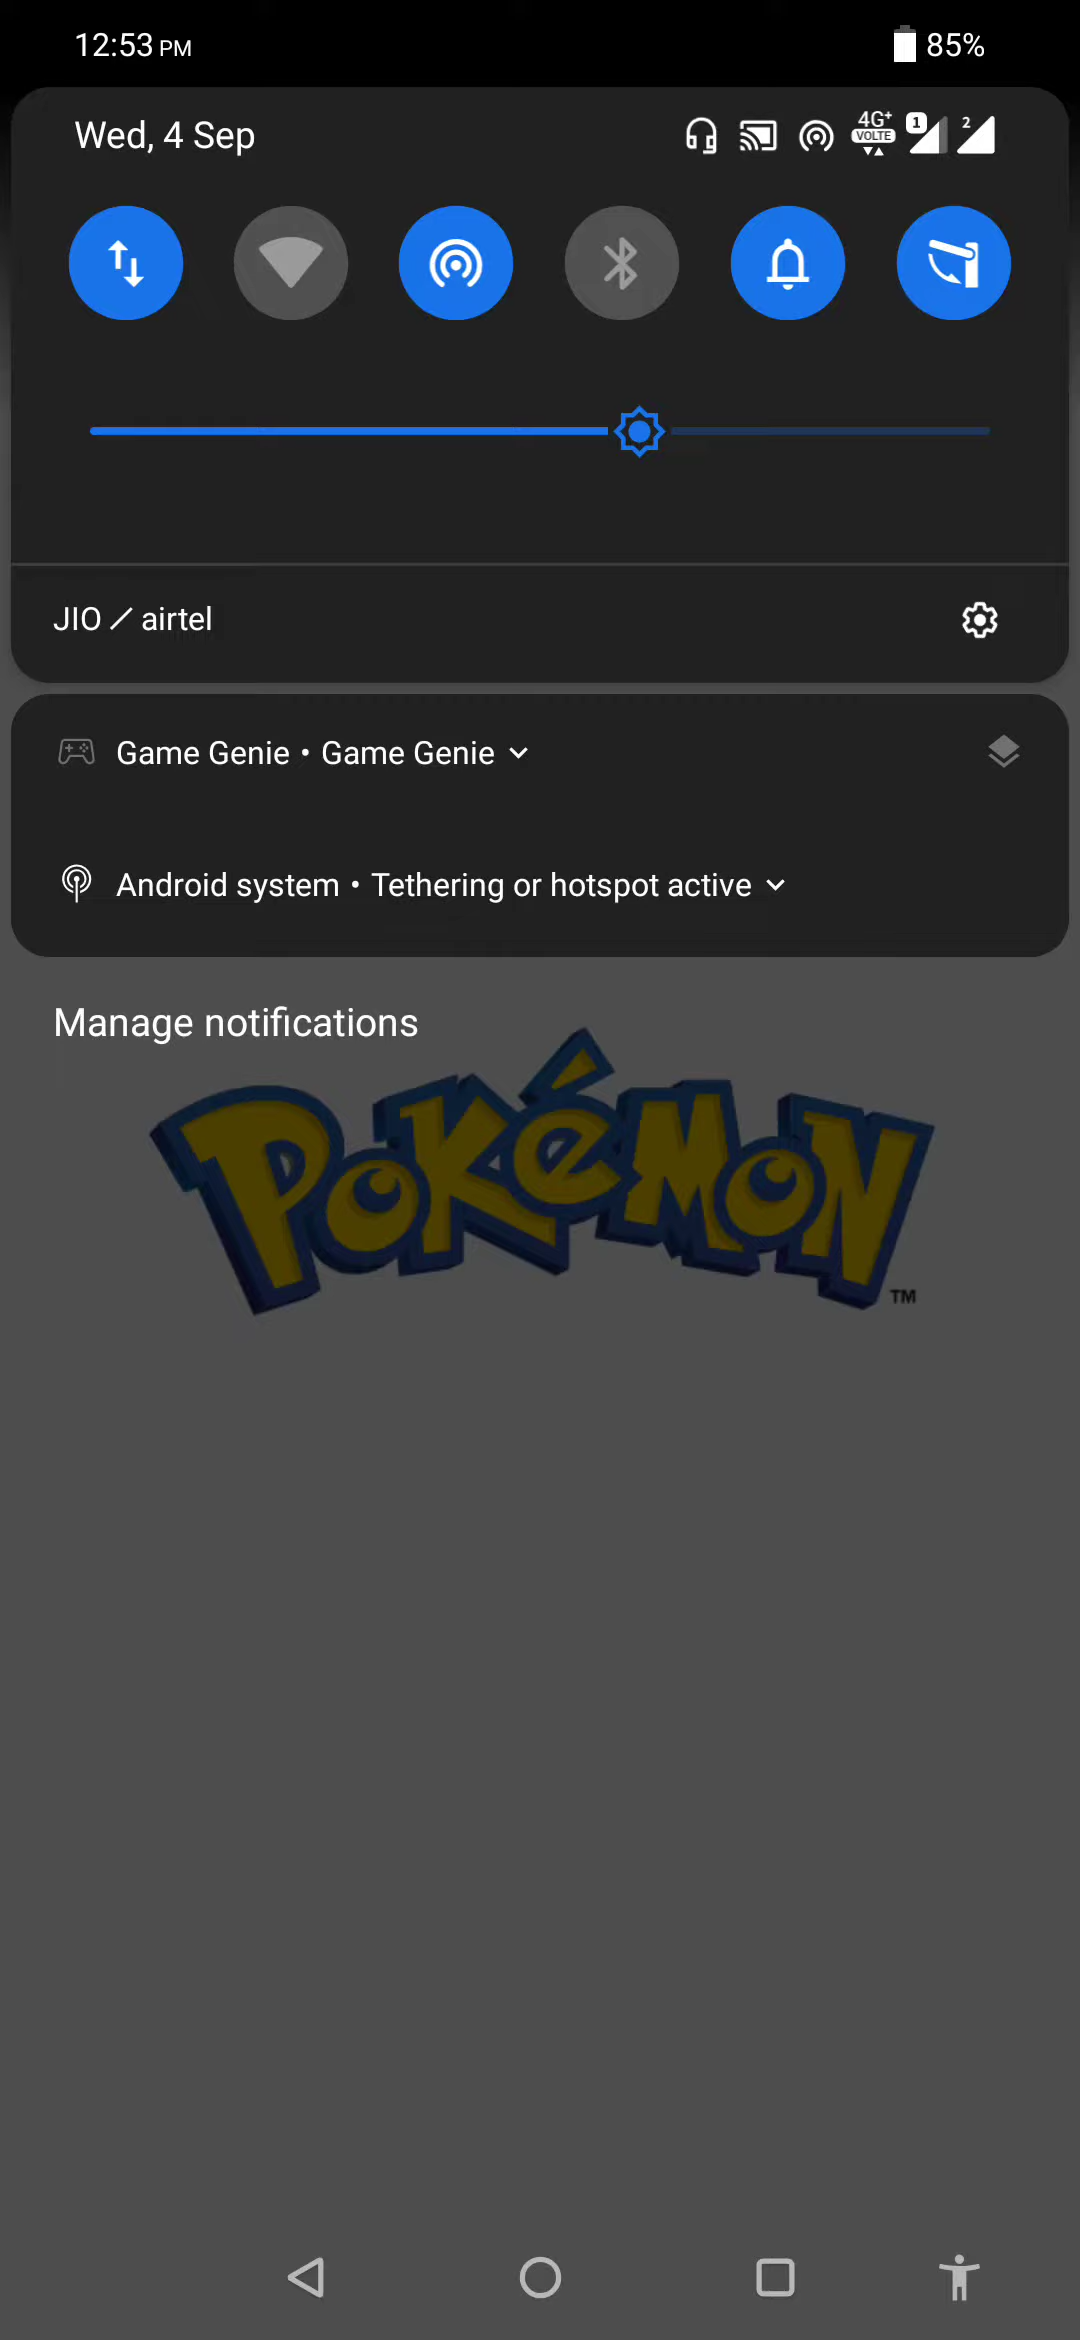 12:53 PM
85%
Wed, 4 Sep
4G+
VOLTE
1
2
JIO / airtel
Game Genie • Game Genie
Android system • Tethering or hotspot active
Manage notifications
POKéMON
TM